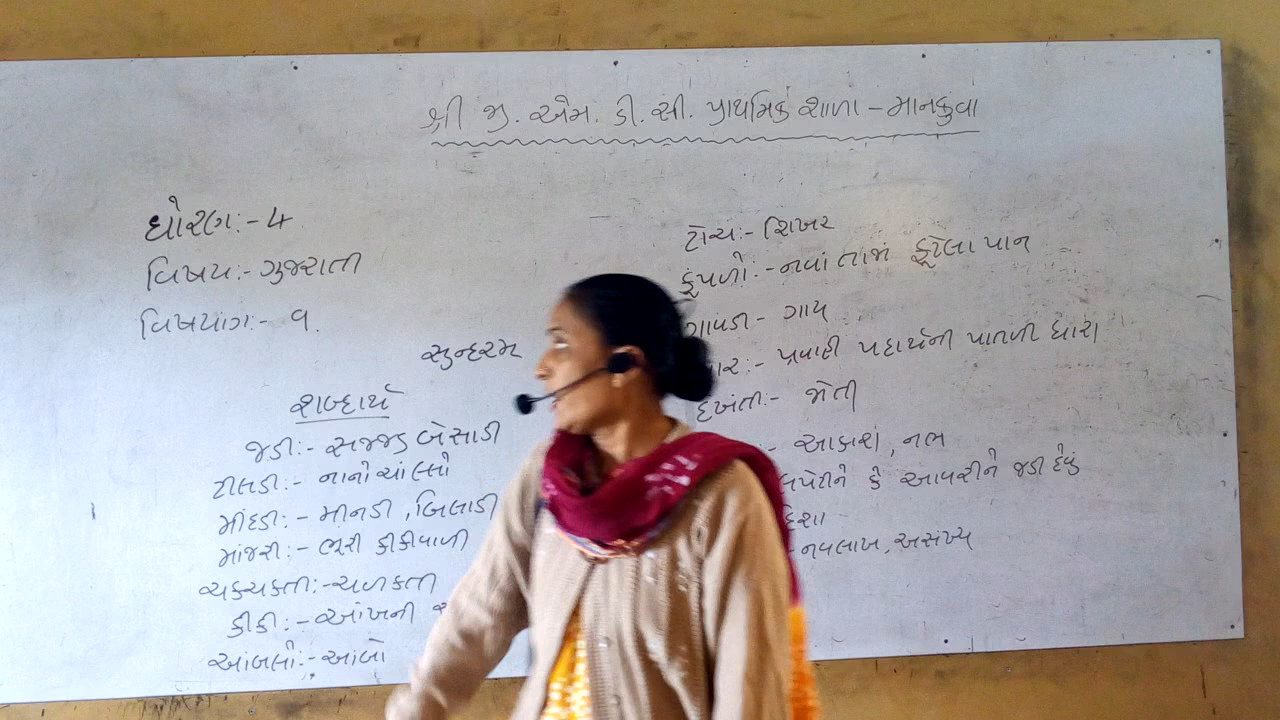 શ્રી જી. એમ. ડી. સી. પ્રાથમિક શાળા - માનકુવા
ધોરણ:- 4
વિષય:- ગુજરાતી
વિષયાંગ:- ૧.
સુન્દરમ
શબ્દાર્થ
જડી:- સજ્જડ બેસાડી
ટીલડી:- નાનો ચાંલ્લો
મીંદડી:- મીનડી, બિલાડી
માંજરી:- ભૂરી કીકીવાળી
ચકચકતી:- ચળકતી
કીકી:- આંખની
આંબલો:- આંબો
ટોચ:- શિખર
કૂંપળો:- નવાં તાજાં ફૂટેલા પાન
ગાવડી - ગાય
:- પ્રવાહી પદાર્થની પાતળી ધારા
દેખંતી:- જોતી
- આકાશ, નભ
લપેટીને કે આવરીને જડી દેવું
દિશા
- નવલાખ, અસંખ્ય